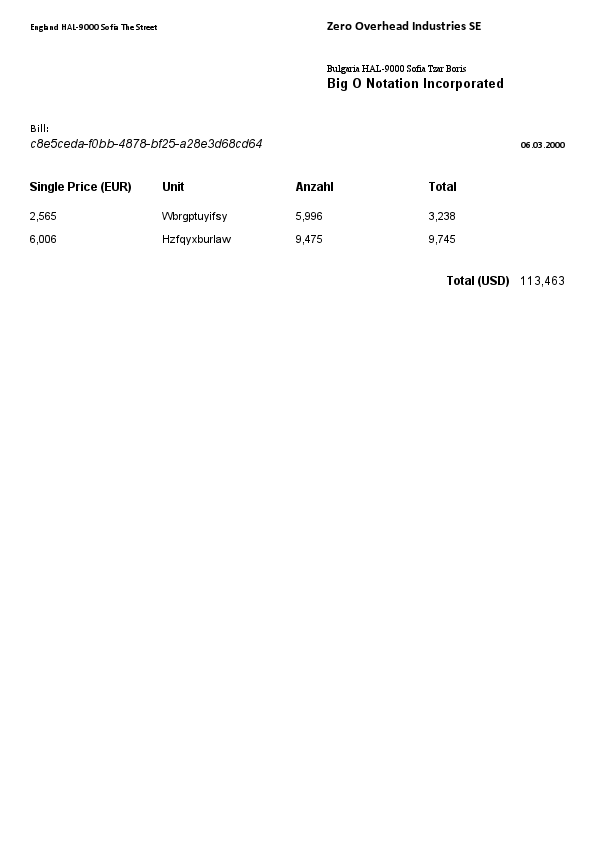 England HAL-9000 Sofia The Street
Zero Overhead Industries SE
Bulgaria HAL-9000 Sofia Tzar Boris
Big O Notation Incorporated
Bill:
c8e5ceda-f0bb-4878-bf25-a28e3d68cd64
06.03.2000
Single Price (EUR) Unit Anzahl Total
2,565 Wbrgptuyifsy 5,996 3,238
6,006 Hzfqyxburlaw 9,475 9,745
Total (USD) 113,463